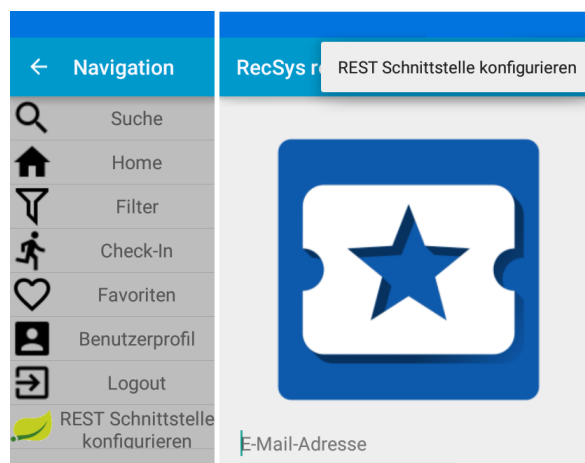 Navigation
Suche
Home
Filter
Check-In
Favoriten
Benutzerprofil
Logout
REST Schnittstelle
konfigurieren
RecSys
REST Schnittstelle konfigurieren
E-Mail-Adresse